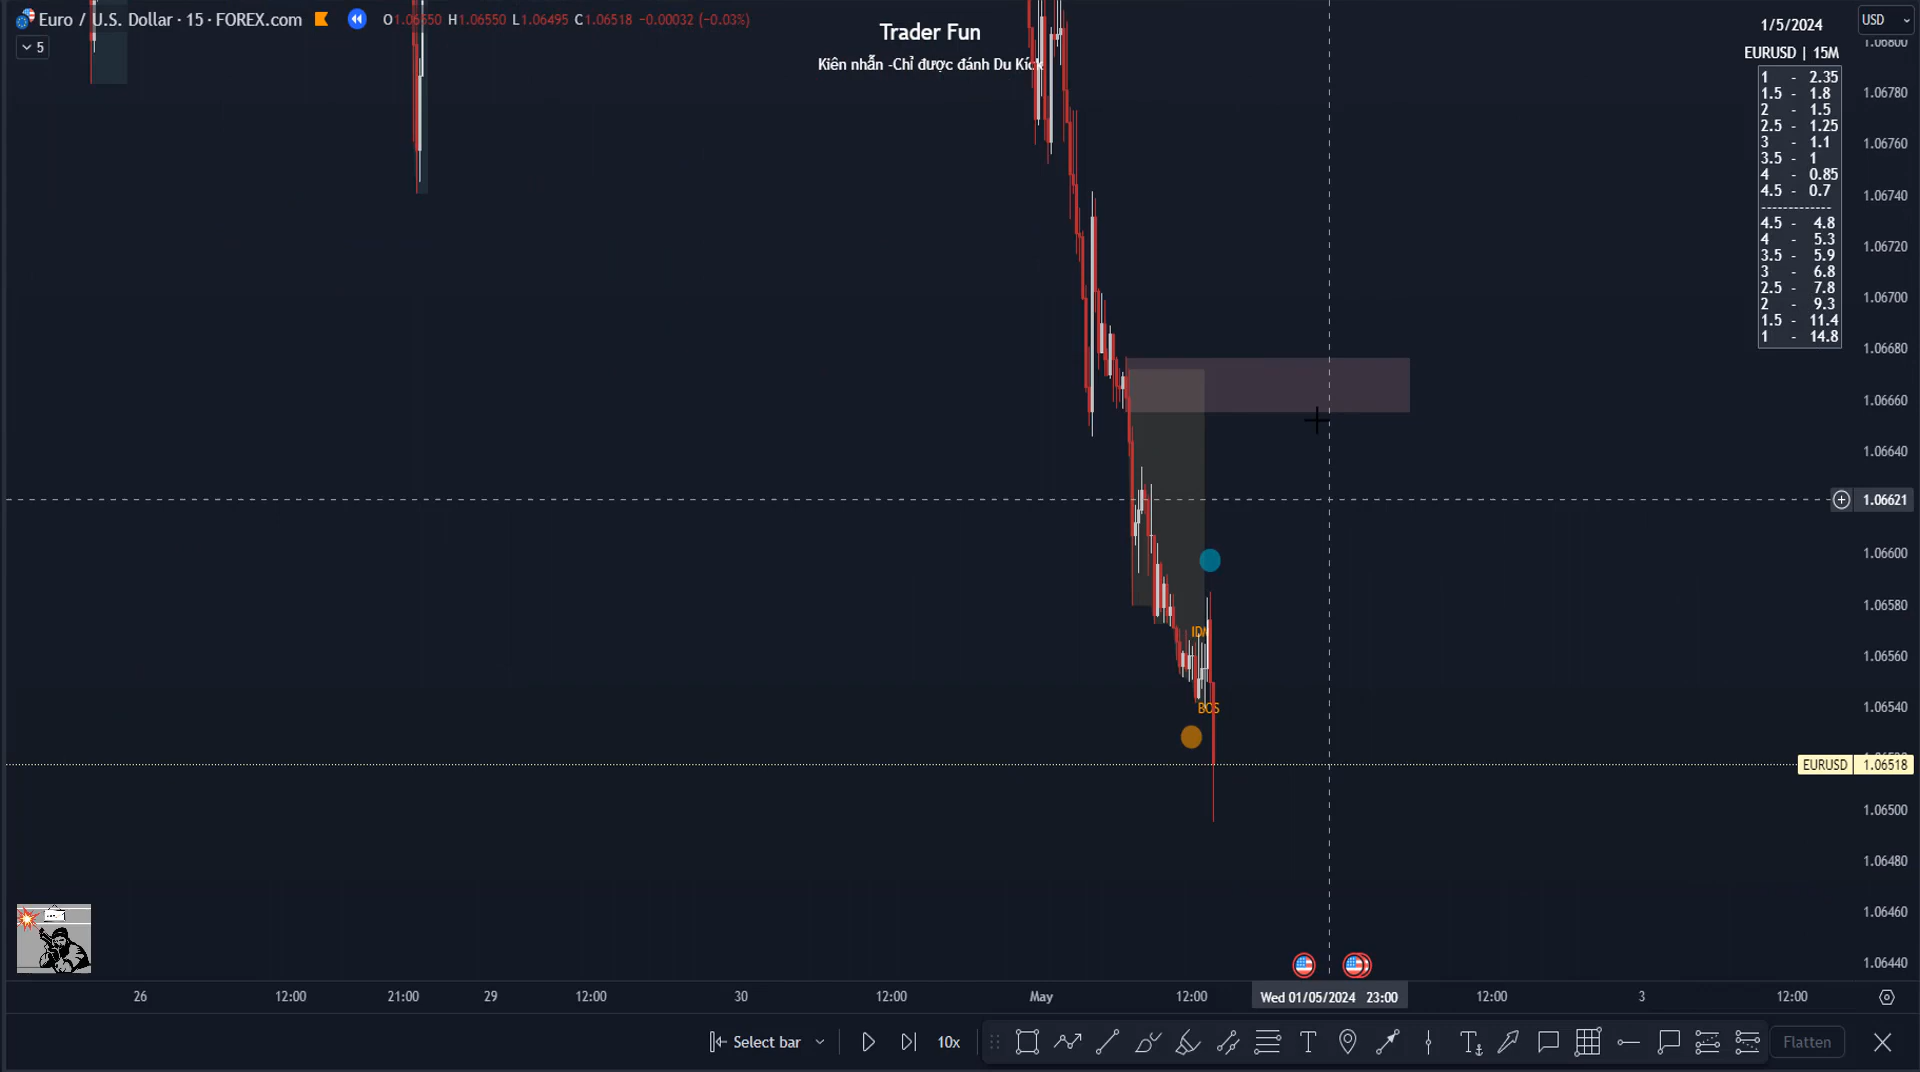 Euro / U.S. Dollar · 15 · FOREX.com O1.06550 H1.06550 L1.06495 C1.06518 -0.00032 (-0.03%)
5
Trader Fun
Kiên nhẫn -Chỉ được đánh Du Kích
1/5/2024
EURUSD | 15M
1 - 2.35
1.5 - 1.8
2 - 1.5
2.5 - 1.25
3 - 1.1
3.5 - 1
4 - 0.85
4.5 - 0.7
--------------
4.5 - 4.8
4 - 5.3
3.5 - 5.9
3 - 6.8
2.5 - 7.8
2 - 9.3
1.5 - 11.4
1 - 14.8
USD
1.06800
1.06780
1.06760
1.06740
1.06720
1.06700
1.06680
1.06660
1.06640
1.06621
1.06600
1.06580
1.06560
1.06540
EURUSD 1.06518
1.06500
1.06480
1.06460
1.06440
IDM
BOS
26 12:00 21:00 29 12:00 30 12:00 May 12:00 Wed 01/05/2024 23:00 12:00 3 12:00
Select bar 10x Flatten